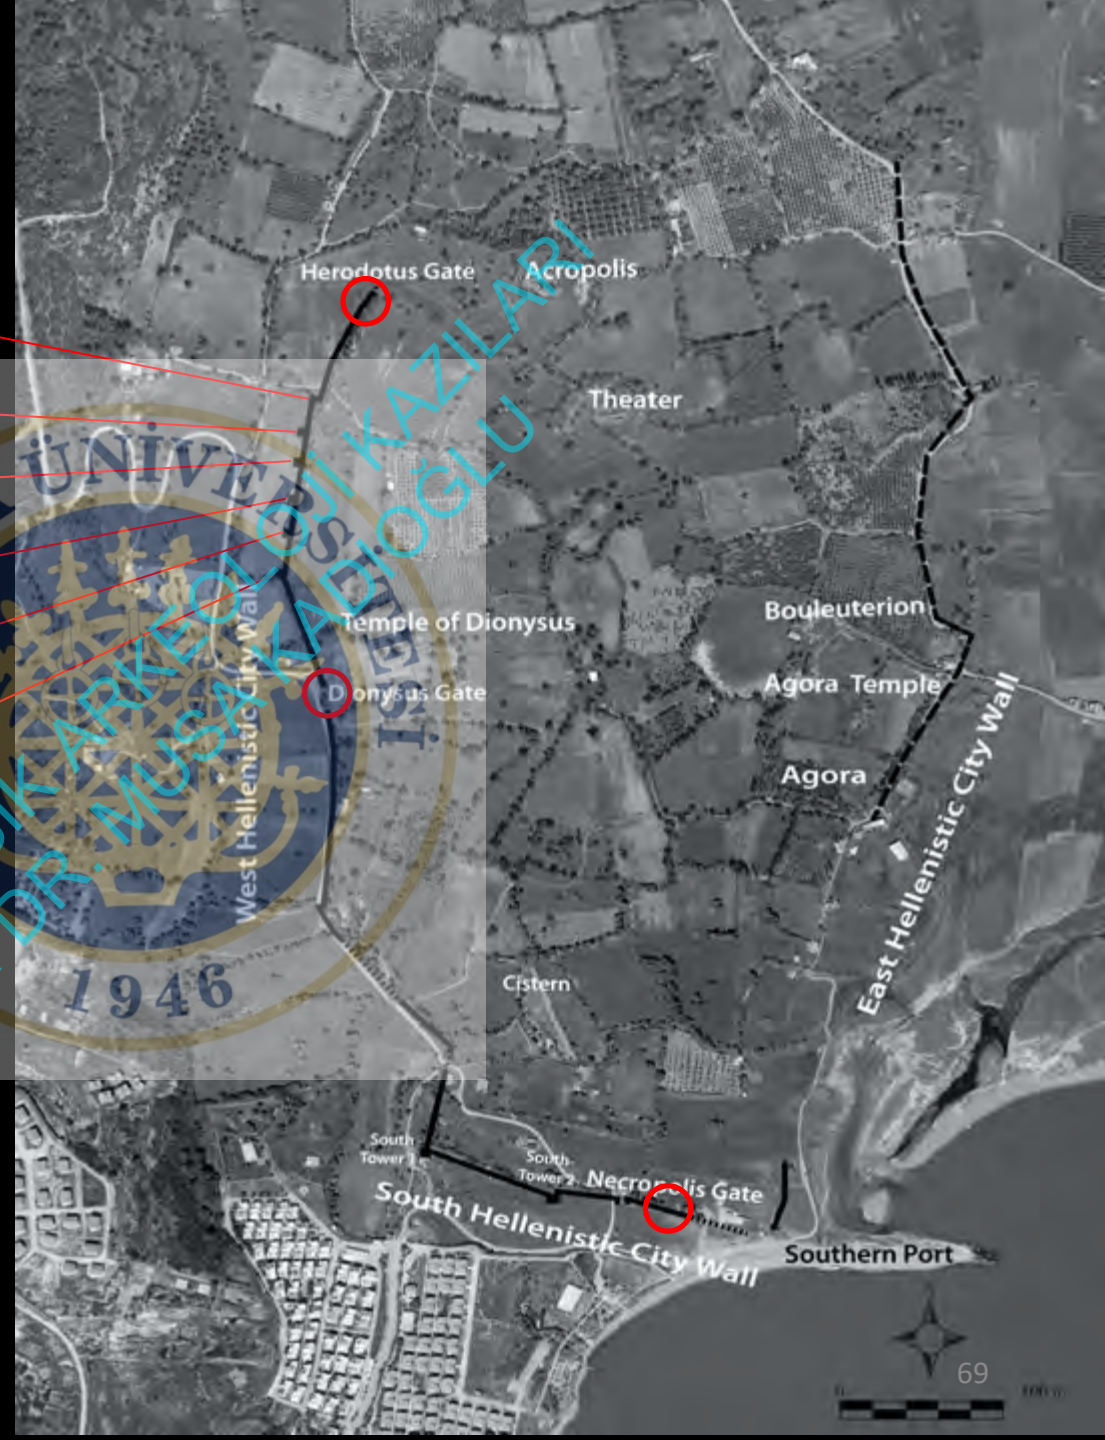 Herodotus Gate
Acropolis
Theater
ÜNİVERSİTESİ
1946
Temple of Dionysus
Dionysus Gate
West Hellenistic City Wall
Bouleuterion
Agora Temple
Agora
East Hellenistic City Wall
Cistern
South
Tower 1
South
Tower 2
Necropolis Gate
South Hellenistic City Wall
Southern Port
ARKEOLOJİ KAZILARI
DR. MUSA KADIOĞLU
69
0